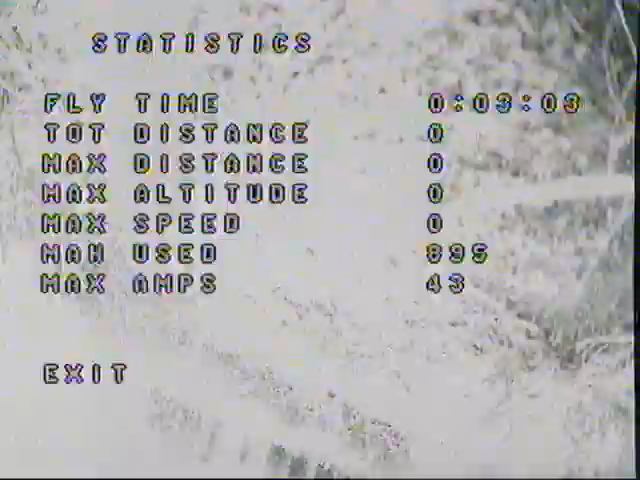 STATISTICS
FLY TIME 0:03:03
TOT DISTANCE 0
MAX DISTANCE 0
MAX ALTITUDE 0
MAX SPEED 0
MAH USED 895
MAX AMPS 43
EXIT